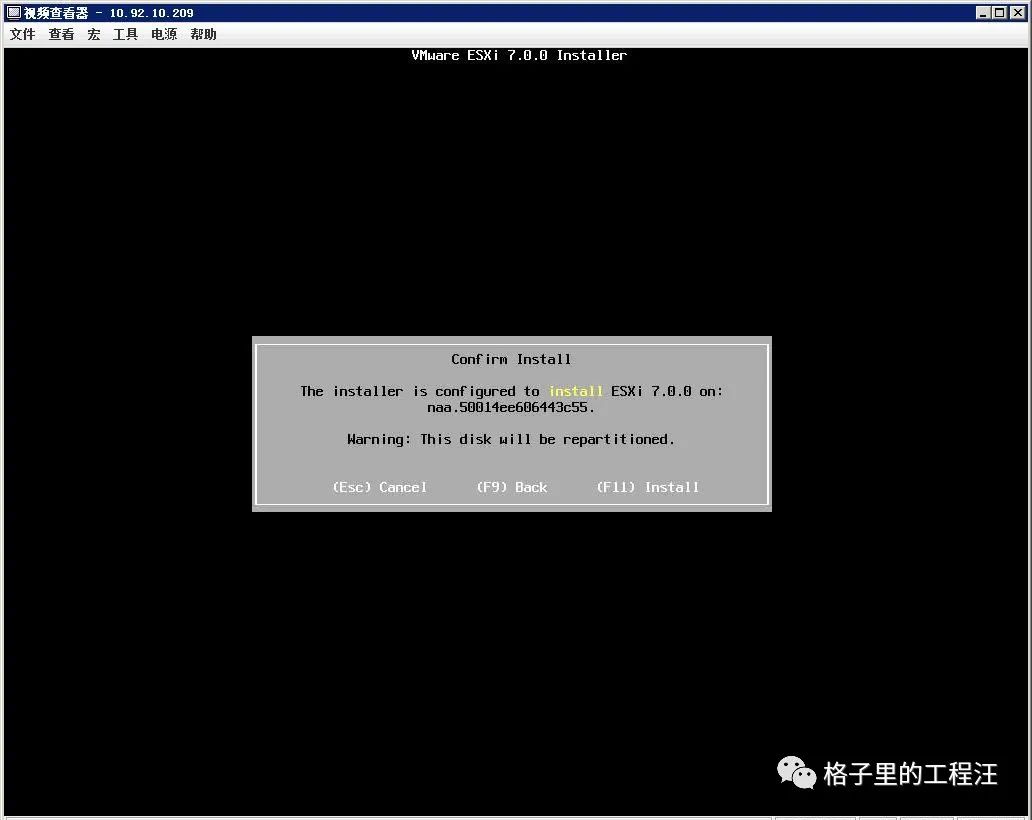 视频查看器 - 10.92.10.209
文件 查看 宏 工具 电源 帮助
VMware ESXi 7.0.0 Installer
Confirm Install
The installer is configured to install ESXi 7.0.0 on:
naa.50014ee606443c55.
Warning: This disk will be repartitioned.
(Esc) Cancel (F9) Back (F11) Install
格子里的工程汪